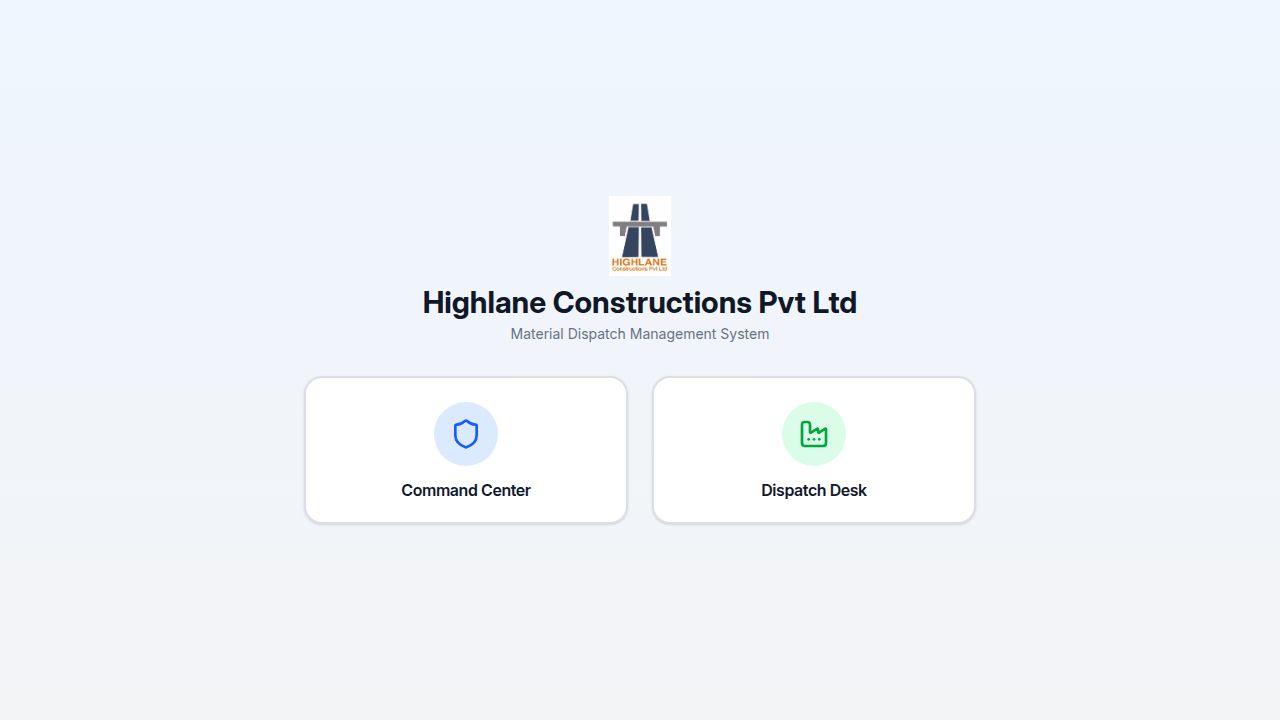 HIGHLANE
Constructions Pvt Ltd
Highlane Constructions Pvt Ltd
Material Dispatch Management System
Command Center
Dispatch Desk